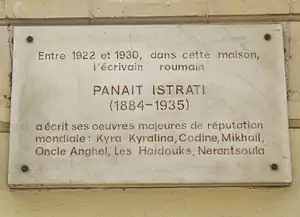 Entre 1922 et 1930, dans cette maison,
l'écrivain roumain
PANAIT ISTRATI
(1884-1935)
a écrit ses oeuvres majeures de réputation
mondiale: Kyra Kyralina, Codine, Mikhaïl,
Oncle Anghel, Les Haïdouks, Nerantsoula